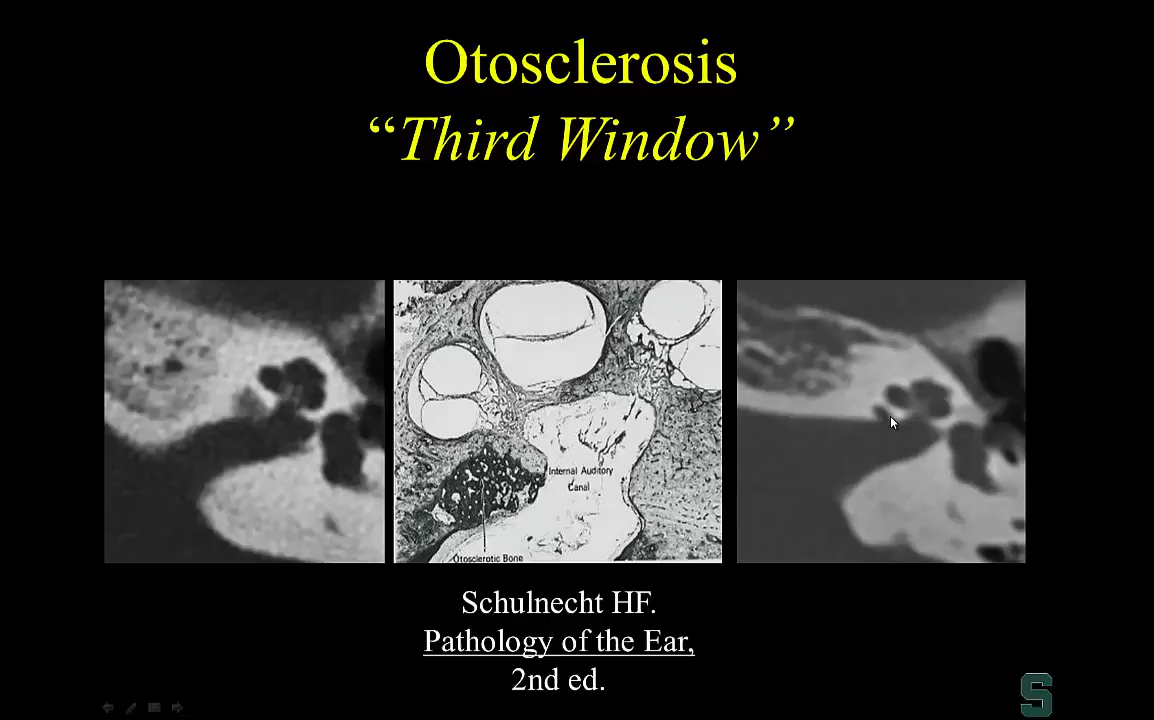 Otosclerosis
“Third Window”
Internal Auditory
Canal
Otosclerotic Bone
Schulnecht HF.
Pathology of the Ear,
2nd ed.
S